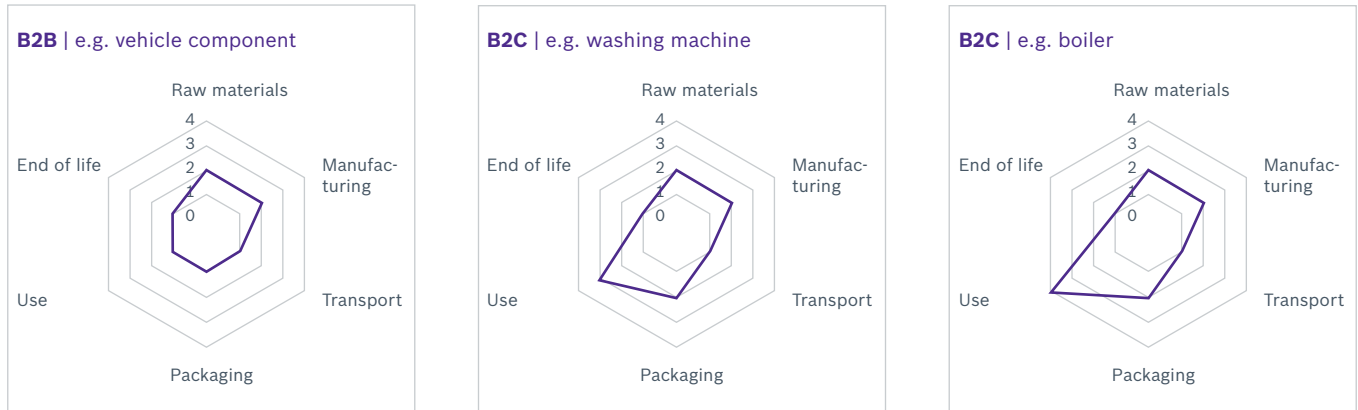 B2B | e.g. vehicle component
Raw materials
4
3
2
1
0
End of life
Manufac-
turing
Use
Transport
Packaging
B2C | e.g. washing machine
Raw materials
4
3
2
1
0
End of life
Manufac-
turing
Use
Transport
Packaging
B2C | e.g. boiler
Raw materials
4
3
2
1
0
End of life
Manufac-
turing
Use
Transport
Packaging